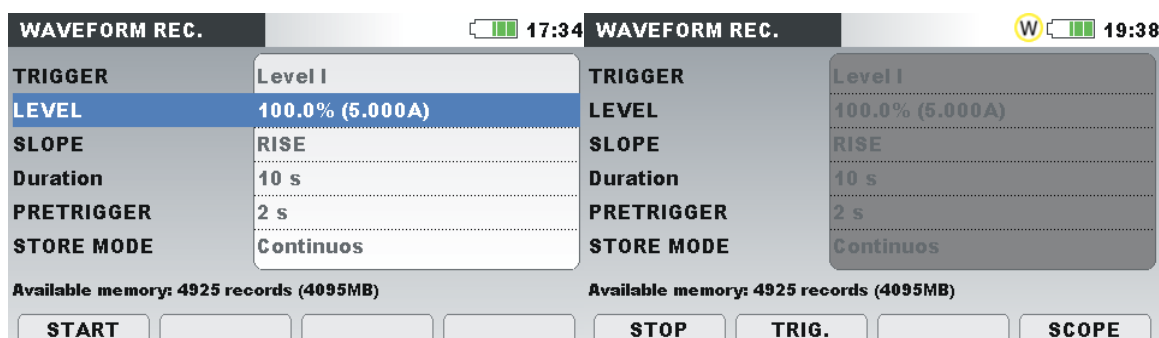 WAVEFORM REC. 17:34
TRIGGER Level I
LEVEL 100.0% (5.000A)
SLOPE RISE
Duration 10 s
PRETRIGGER 2 s
STORE MODE Continuos
Available memory: 4925 records (4095MB)
START
WAVEFORM REC. W 19:38
TRIGGER Level I
LEVEL 100.0% (5.000A)
SLOPE RISE
Duration 10 s
PRETRIGGER 2 s
STORE MODE Continuos
Available memory: 4925 records (4095MB)
STOP TRIG. SCOPE